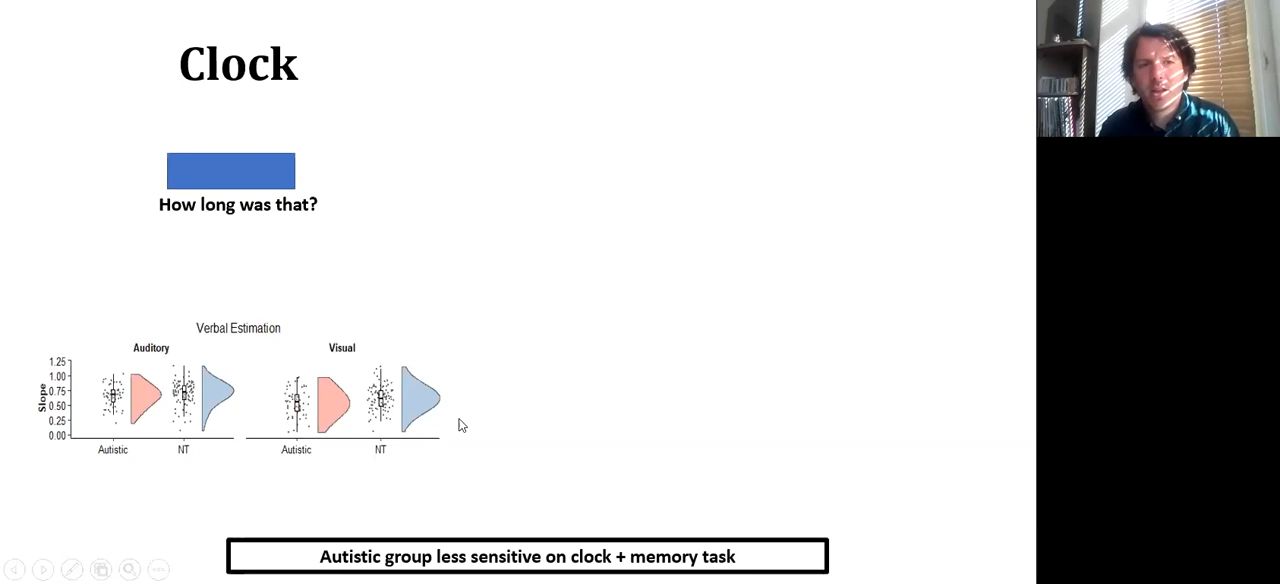 Clock
How long was that?
Verbal Estimation
Auditory
Visual
Slope
1.25
1.00
0.75
0.50
0.25
0.00
Autistic
NT
Autistic
NT
Autistic group less sensitive on clock + memory task